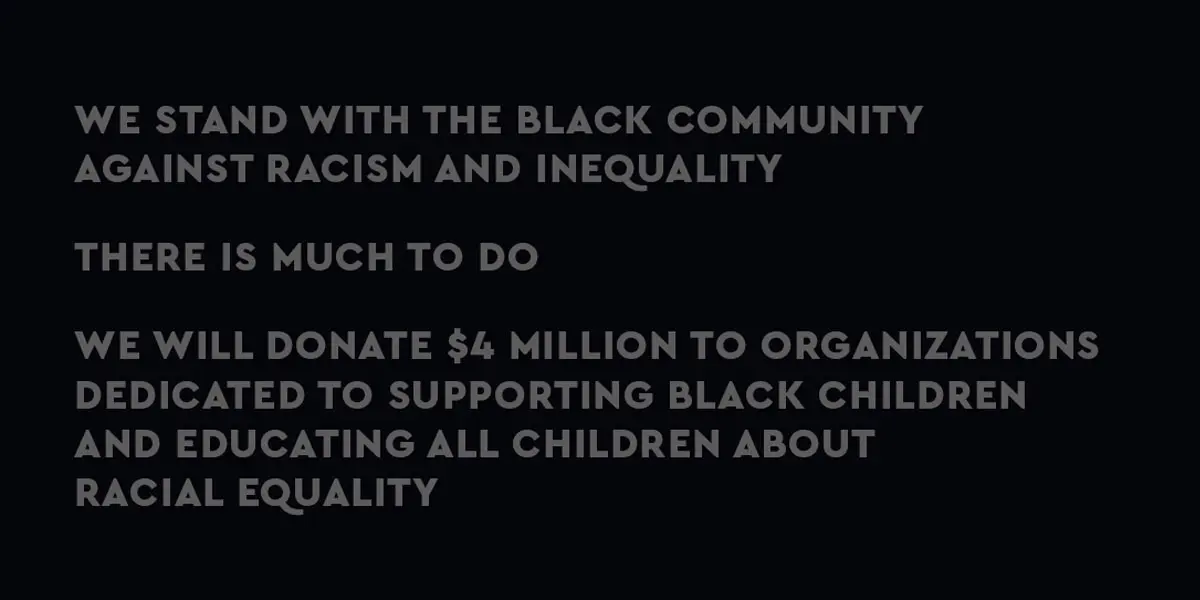 WE STAND WITH THE BLACK COMMUNITY
AGAINST RACISM AND INEQUALITY
THERE IS MUCH TO DO
WE WILL DONATE $4 MILLION TO ORGANIZATIONS
DEDICATED TO SUPPORTING BLACK CHILDREN
AND EDUCATING ALL CHILDREN ABOUT
RACIAL EQUALITY